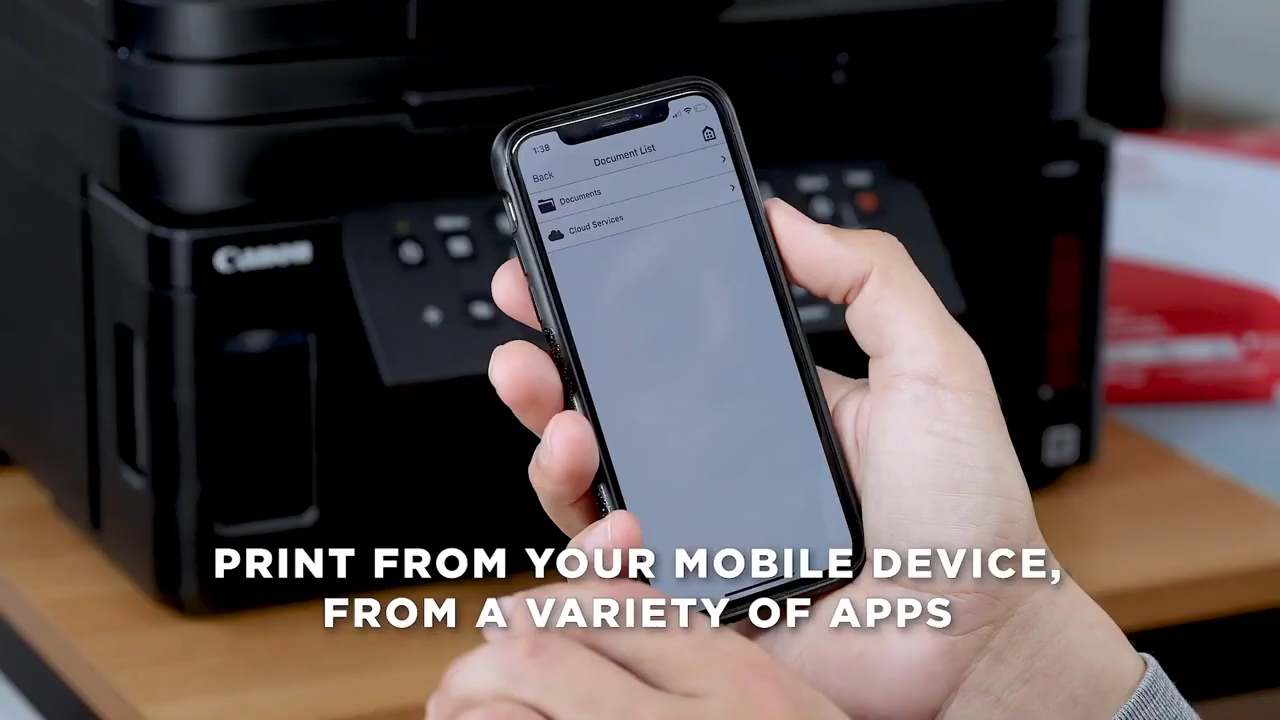 Canon
1:38
Document List
Back
Documents
Cloud Services
PRINT FROM YOUR MOBILE DEVICE,
FROM A VARIETY OF APPS